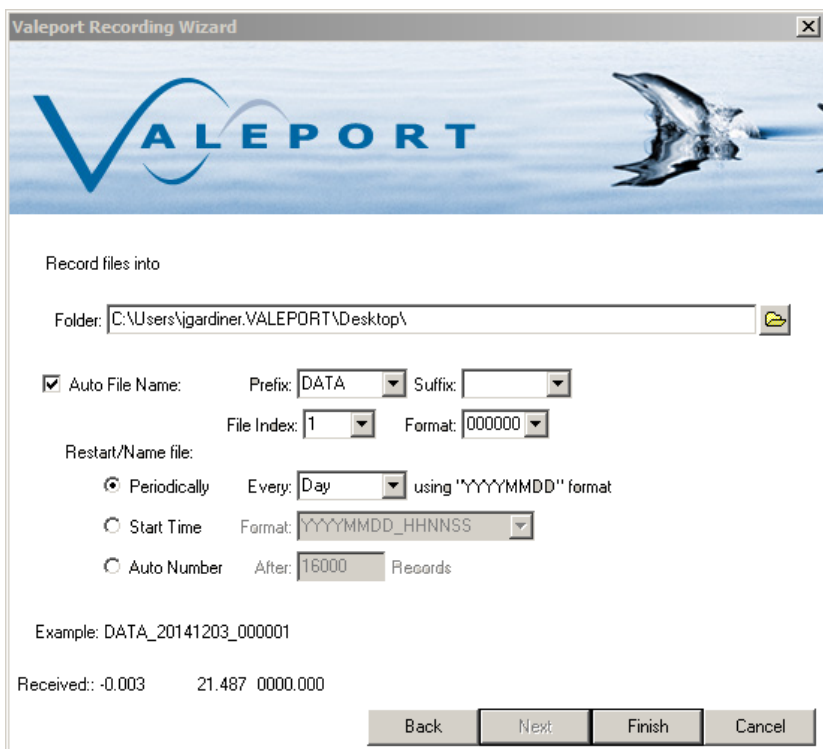 Valeport Recording Wizard
VALEPORT
Record files into
Folder: C:\Users\jgardiner.VALEPORT\Desktop\
Auto File Name: Prefix: DATA Suffix:
File Index: 1 Format: 000000
Restart/Name file:
Periodically Every: Day using "YYYYMMDD" format
Start Time Format: YYYYMMDD_HHNNSS
Auto Number After: 16000 Records
Example: DATA_20141203_000001
Received:: -0.003 21.487 0000.000
Back Next Finish Cancel